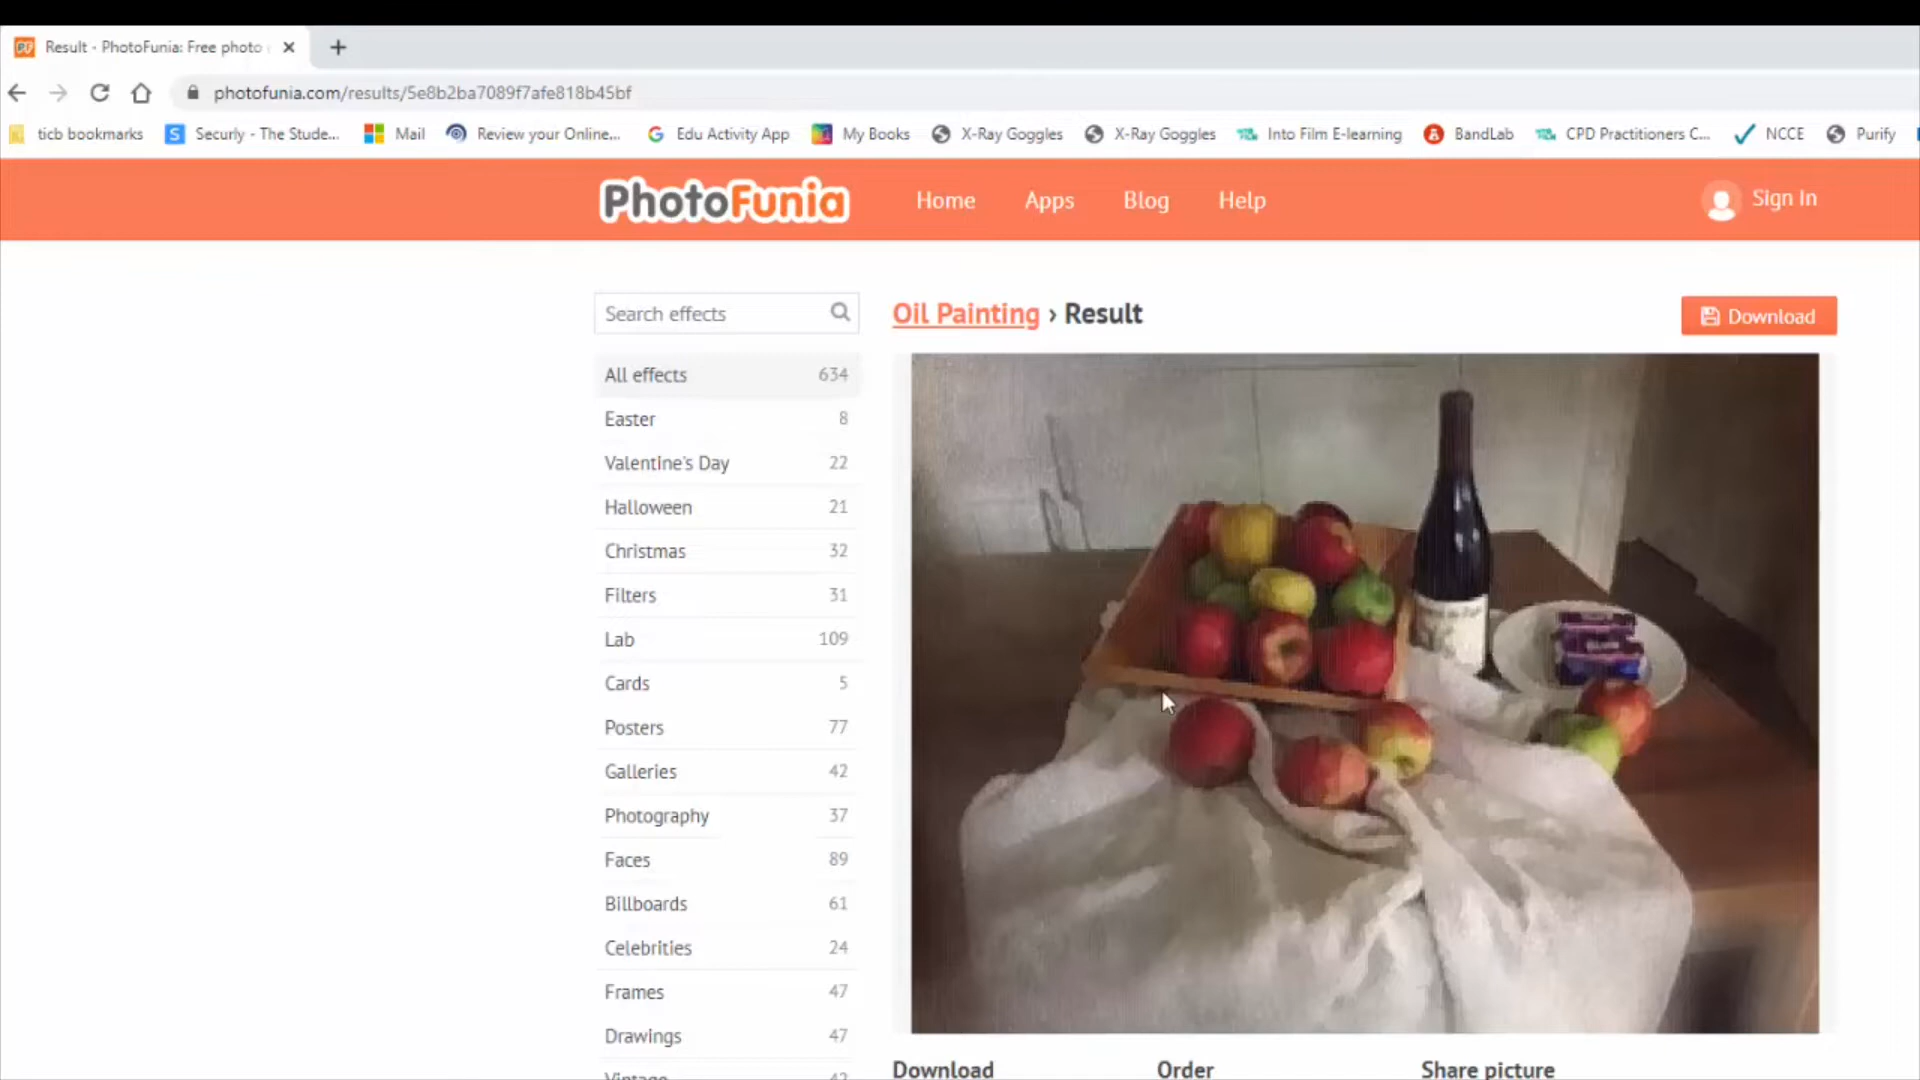 Result - PhotoFunia: Free photo
photofunia.com/results/5e8b2ba7089f7afe818b45bf
ticb bookmarks Securly - The Stude... Mail Review your Online... Edu Activity App My Books X-Ray Goggles X-Ray Goggles Into Film E-learning BandLab CPD Practitioners C... NCCE Purify
PhotoFunia Home Apps Blog Help Sign In
Search effects
Oil Painting › Result
Download
All effects 634
Easter 8
Valentine's Day 22
Halloween 21
Christmas 32
Filters 31
Lab 109
Cards 5
Posters 77
Galleries 42
Photography 37
Faces 89
Billboards 61
Celebrities 24
Frames 47
Drawings 47
Vintage 42
Download Order Share picture